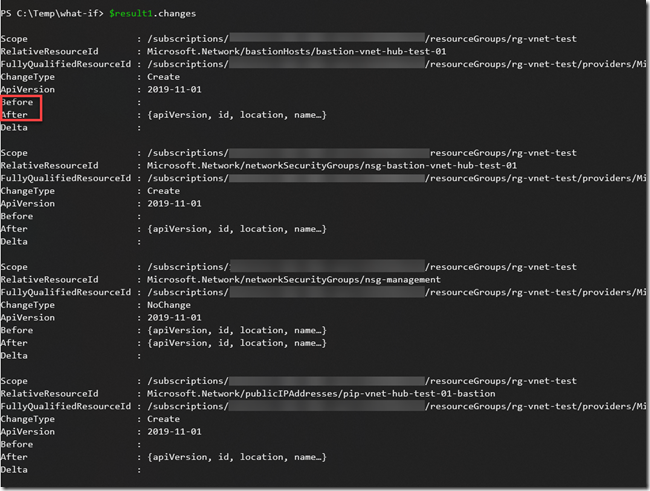 PS C:\Temp\what-if> $result1.changes
Scope : /subscriptions/ /resourceGroups/rg-vnet-test
RelativeResourceId : Microsoft.Network/bastionHosts/bastion-vnet-hub-test-01
FullyQualifiedResourceId : /subscriptions/ /resourceGroups/rg-vnet-test/providers/Mi
ChangeType : Create
ApiVersion : 2019-11-01
Before :
After : {apiVersion, id, location, name…}
Delta :
Scope : /subscriptions/ resourceGroups/rg-vnet-test
RelativeResourceId : Microsoft.Network/networkSecurityGroups/nsg-bastion-vnet-hub-test-01
FullyQualifiedResourceId : /subscriptions/ /resourceGroups/rg-vnet-test/providers/Mi
ChangeType : Create
ApiVersion : 2019-11-01
Before :
After : {apiVersion, id, location, name…}
Delta :
Scope : /subscriptions/ /resourceGroups/rg-vnet-test
RelativeResourceId : Microsoft.Network/networkSecurityGroups/nsg-management
FullyQualifiedResourceId : /subscriptions/ /resourceGroups/rg-vnet-test/providers/Mi
ChangeType : NoChange
ApiVersion : 2019-11-01
Before : {apiVersion, id, location, name…}
After : {apiVersion, id, location, name…}
Delta :
Scope : /subscriptions/ /resourceGroups/rg-vnet-test
RelativeResourceId : Microsoft.Network/publicIPAddresses/pip-vnet-hub-test-01-bastion
FullyQualifiedResourceId : /subscriptions/ /resourceGroups/rg-vnet-test/providers/Mi
ChangeType : Create
ApiVersion : 2019-11-01
Before :
After : {apiVersion, id, location, name…}
Delta :